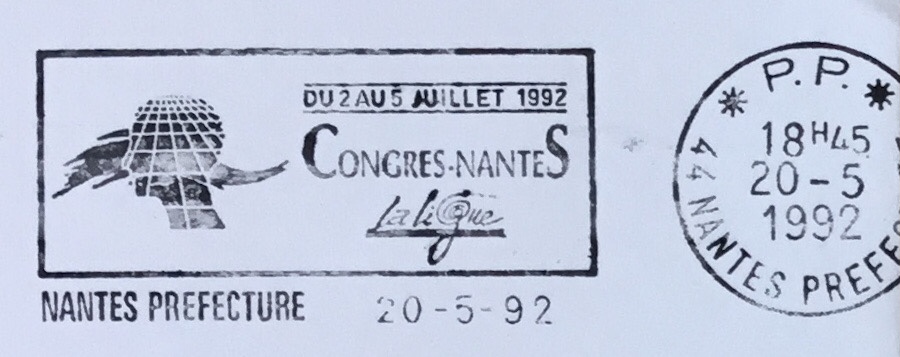 DU 2 AU 5 JUILLET 1992
CONGRES-NANTES
La Ligue
NANTES PREFECTURE 20-5-92
P.P.
18H45
20-5
1992
44 NANTES PREFE